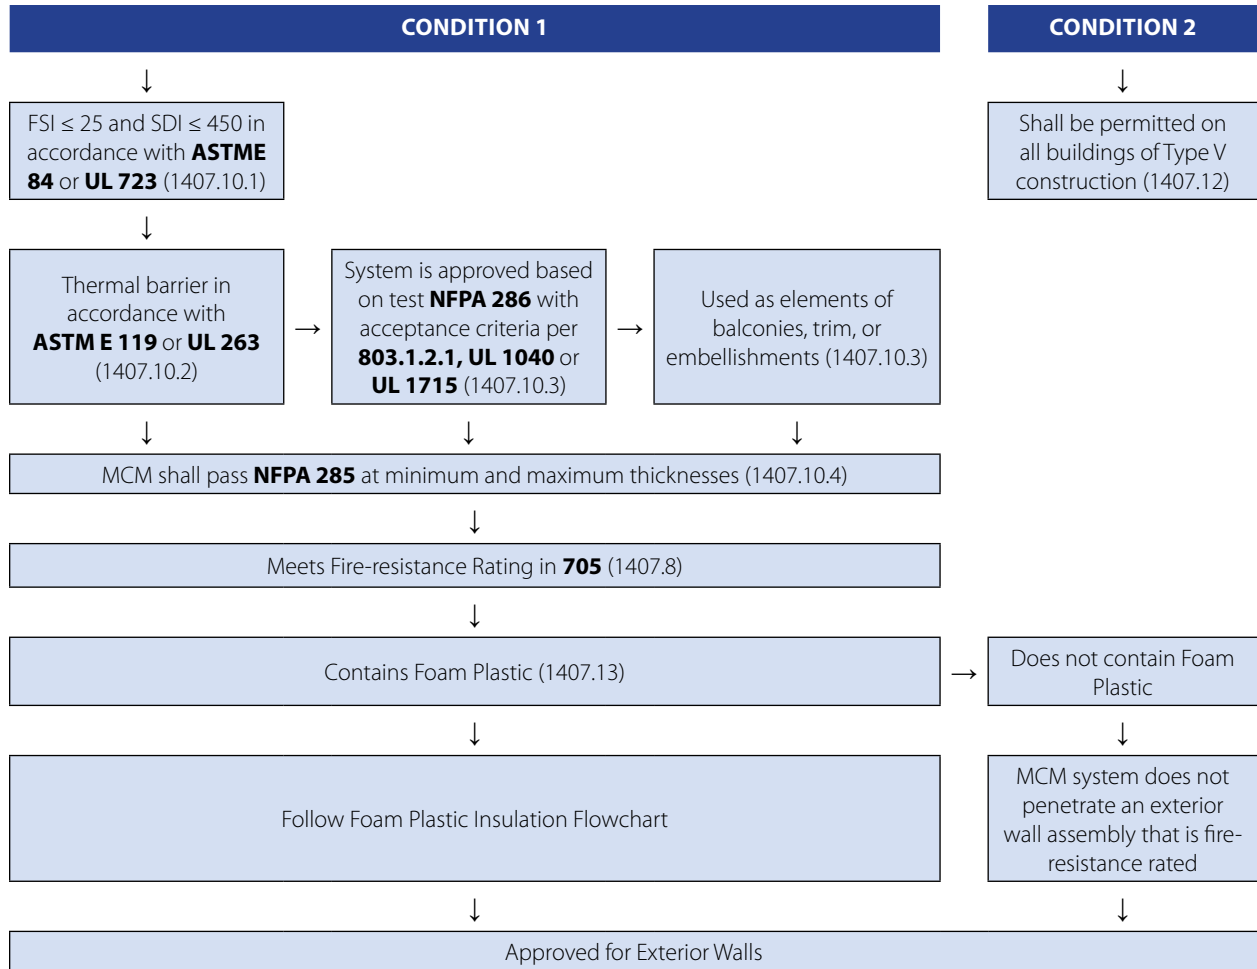 CONDITION 1
CONDITION 2
↓
↓
FSI ≤ 25 and SDI ≤ 450 in
accordance with ASTME
84 or UL 723 (1407.10.1)
Shall be permitted on
all buildings of Type V
construction (1407.12)
↓
Thermal barrier in
accordance with
ASTM E 119 or UL 263
(1407.10.2)
→
System is approved based
on test NFPA 286 with
acceptance criteria per
803.1.2.1, UL 1040 or
UL 1715 (1407.10.3)
→
Used as elements of
balconies, trim, or
embellishments (1407.10.3)
↓
↓
↓
MCM shall pass NFPA 285 at minimum and maximum thicknesses (1407.10.4)
↓
Meets Fire-resistance Rating in 705 (1407.8)
↓
Contains Foam Plastic (1407.13)
→
Does not contain Foam
Plastic
↓
↓
Follow Foam Plastic Insulation Flowchart
MCM system does not
penetrate an exterior
wall assembly that is fire-
resistance rated
↓
↓
Approved for Exterior Walls